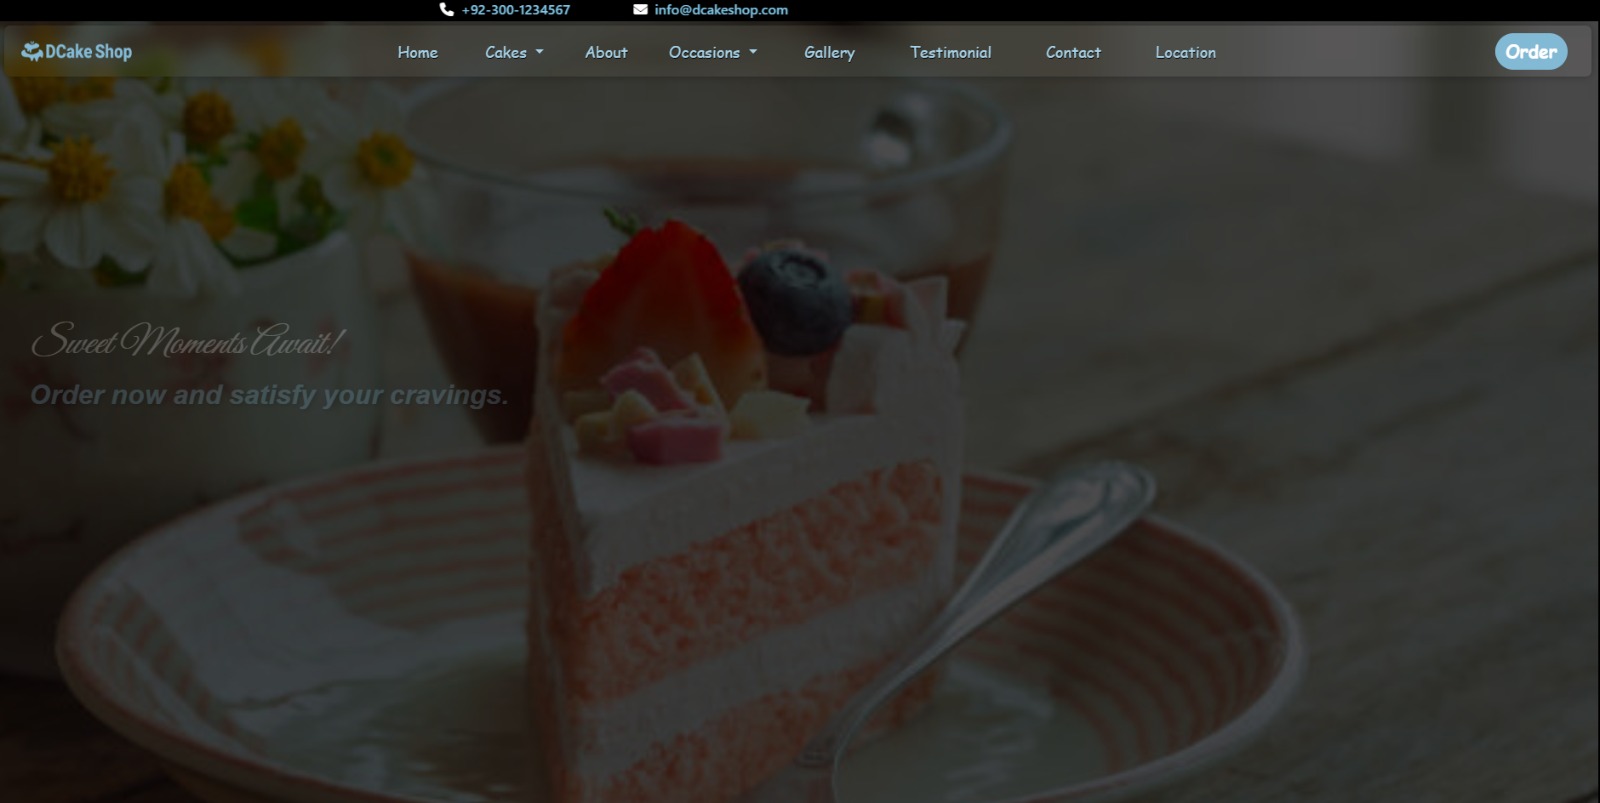 +92-300-1234567 info@dcakeshop.com
DCake Shop Home Cakes About Occasions Gallery Testimonial Contact Location Order
Sweet Moments Await!
Order now and satisfy your cravings.